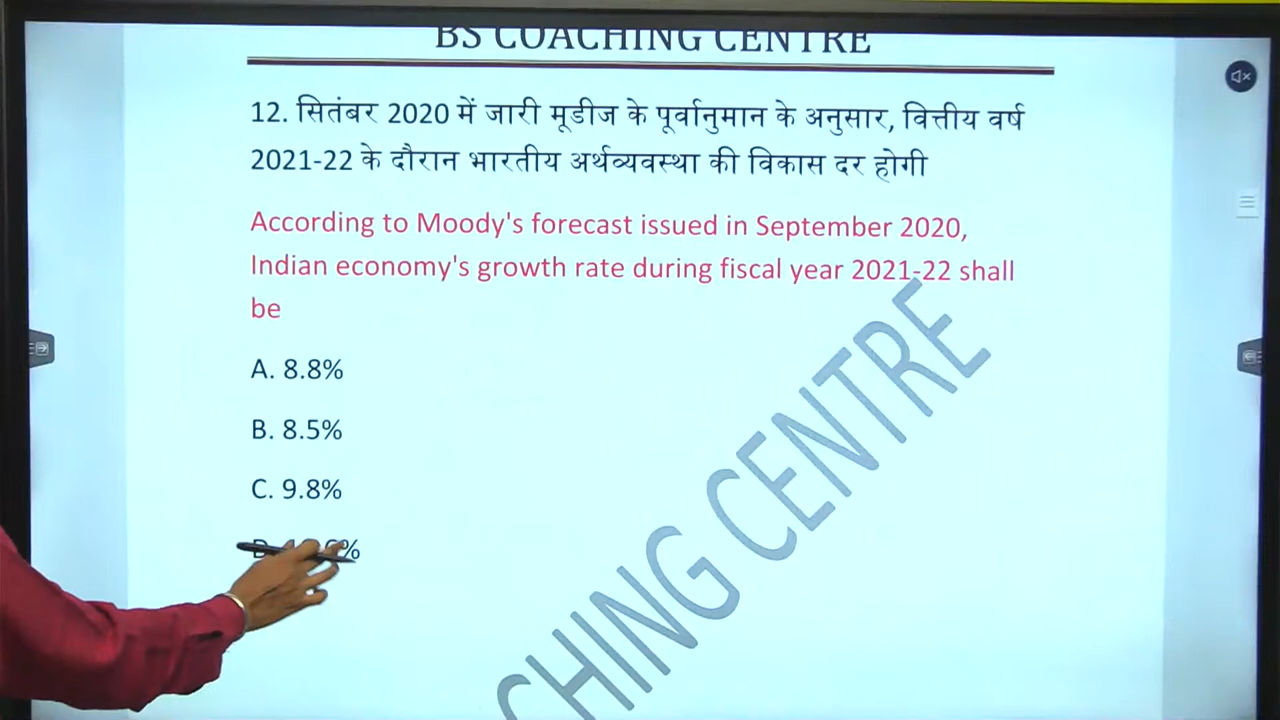 BS COACHING CENTRE
12. सितंबर 2020 में जारी मूडीज के पूर्वानुमान के अनुसार, वित्तीय वर्ष
2021-22 के दौरान भारतीय अर्थव्यवस्था की विकास दर होगी
According to Moody's forecast issued in September 2020,
Indian economy's growth rate during fiscal year 2021-22 shall
be
A. 8.8%
B. 8.5%
C. 9.8%
D.
CHING CENTRE